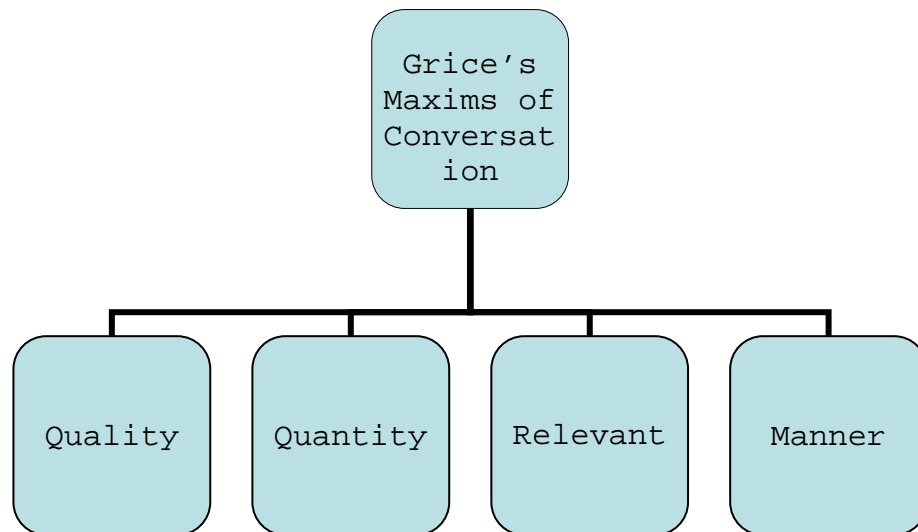 Grice’s
Maxims of
Conversat
ion
Quality
Quantity
Relevant
Manner